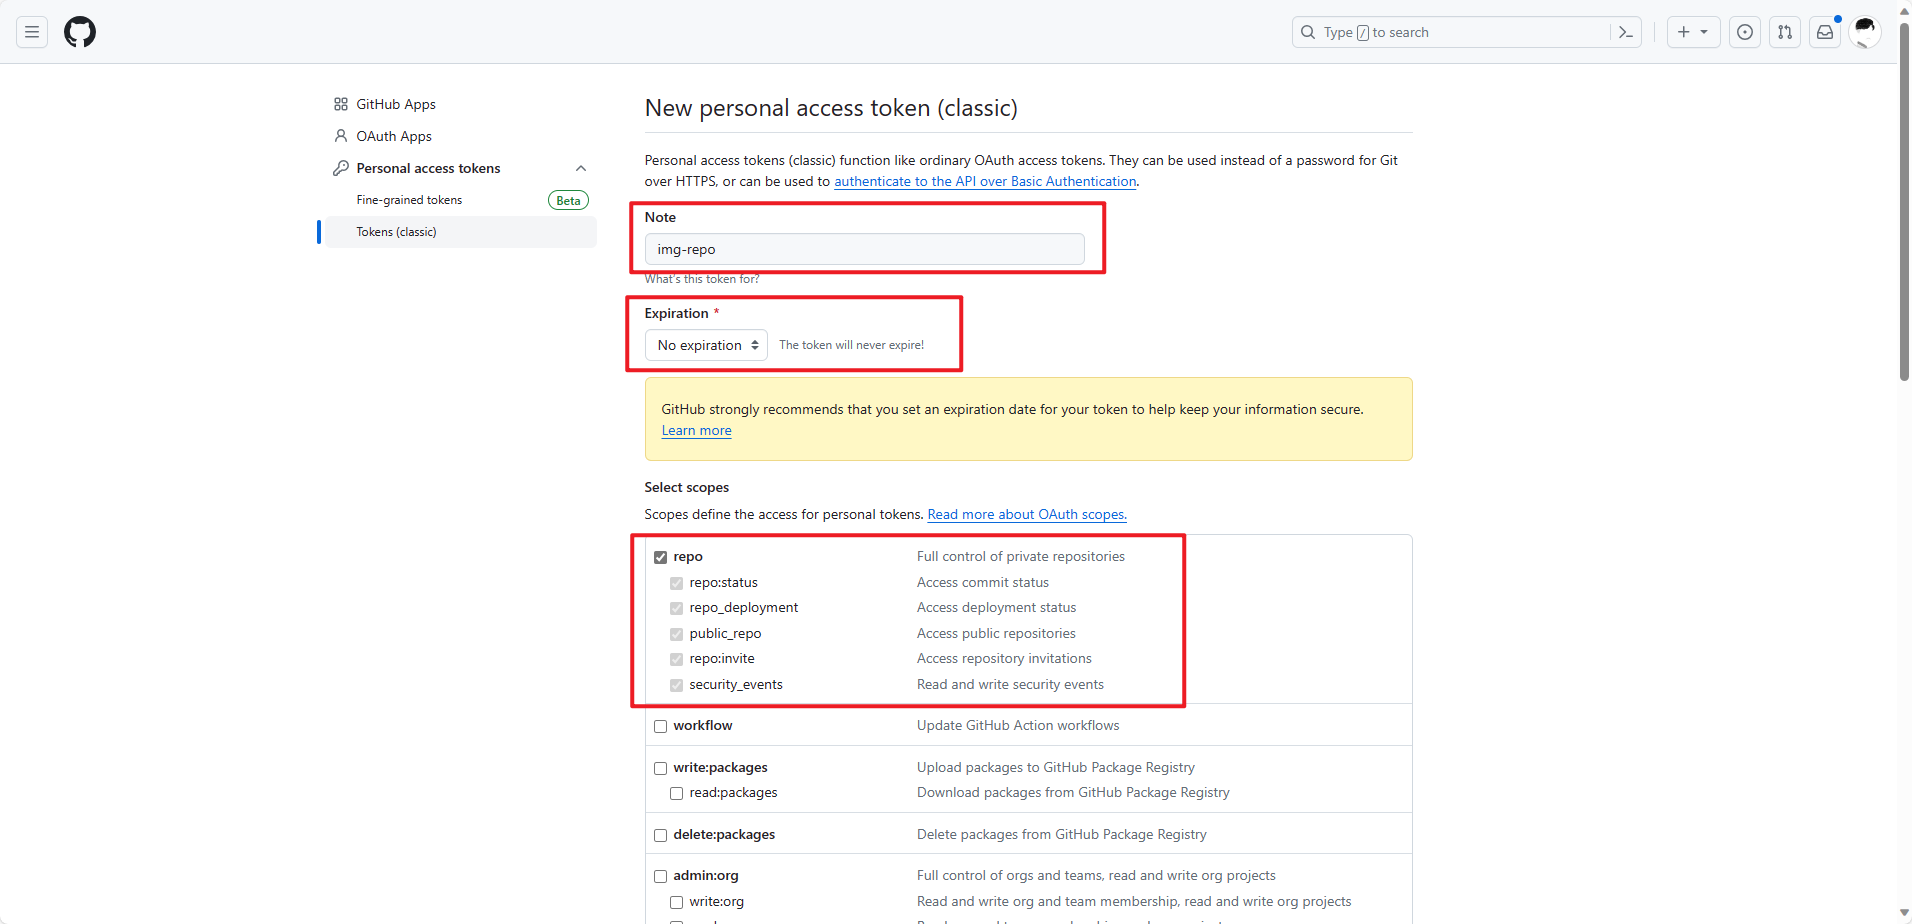 Type / to search
GitHub Apps
OAuth Apps
Personal access tokens
Fine-grained tokens Beta
Tokens (classic)
New personal access token (classic)
Personal access tokens (classic) function like ordinary OAuth access tokens. They can be used instead of a password for Git
over HTTPS, or can be used to authenticate to the API over Basic Authentication.
Note
img-repo
What's this token for?
Expiration *
No expiration The token will never expire!
GitHub strongly recommends that you set an expiration date for your token to help keep your information secure.
Learn more
Select scopes
Scopes define the access for personal tokens. Read more about OAuth scopes.
repo Full control of private repositories
repo:status Access commit status
repo_deployment Access deployment status
public_repo Access public repositories
repo:invite Access repository invitations
security_events Read and write security events
workflow Update GitHub Action workflows
write:packages Upload packages to GitHub Package Registry
read:packages Download packages from GitHub Package Registry
delete:packages Delete packages from GitHub Package Registry
admin:org Full control of orgs and teams, read and write org projects
write:org Read and write org and team membership, read and write org projects